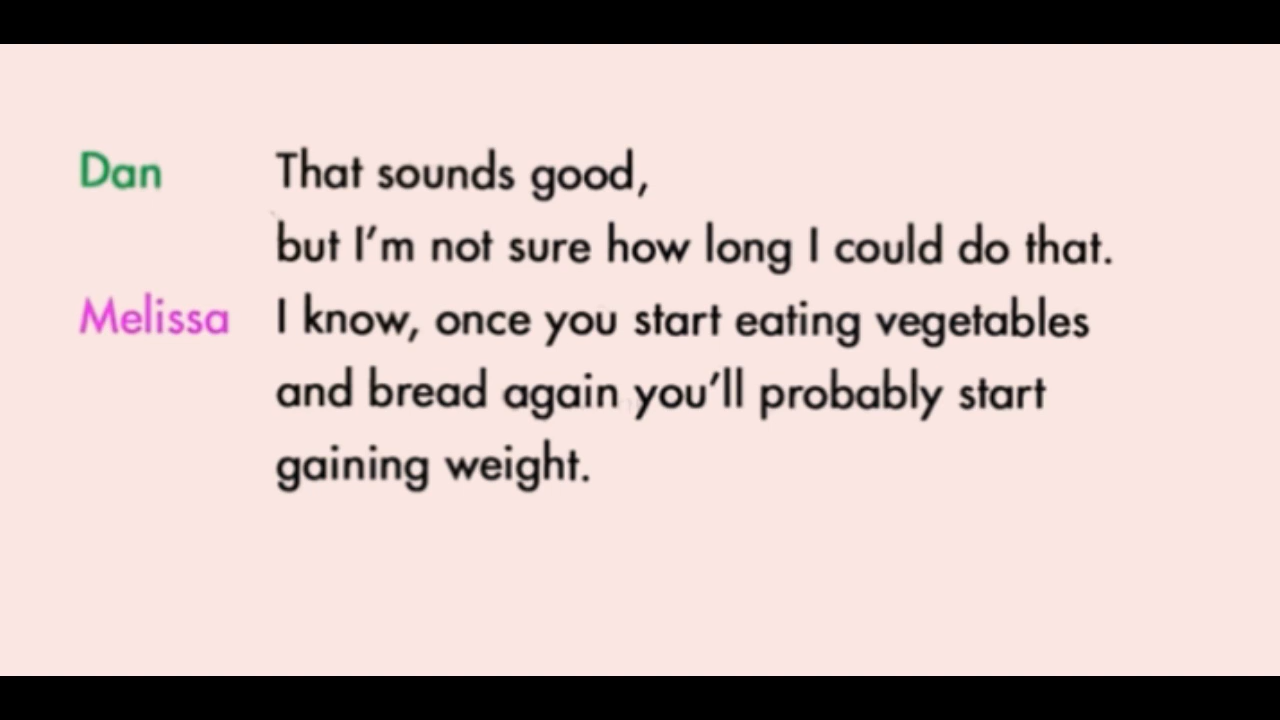 Dan That sounds good,
but I'm not sure how long I could do that.
Melissa I know, once you start eating vegetables
and bread again you'll probably start
gaining weight.